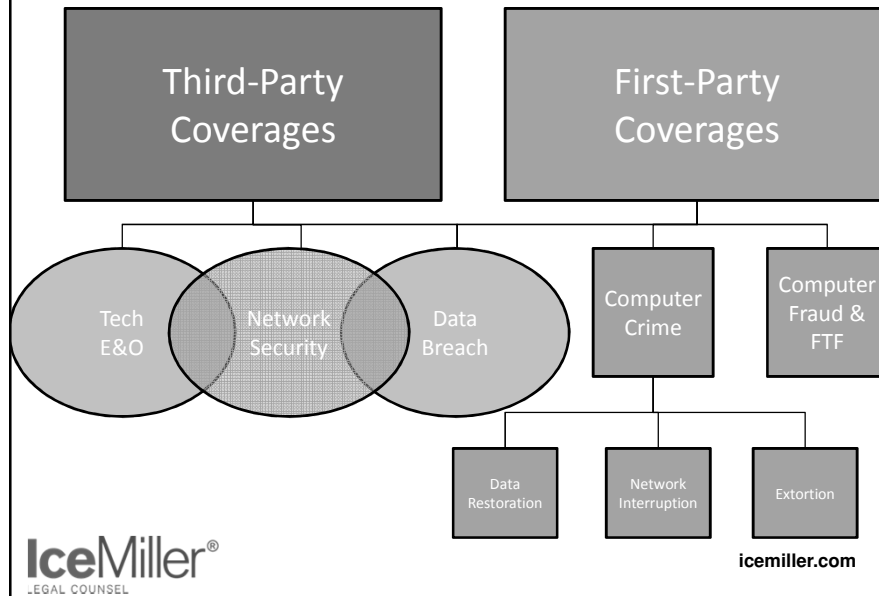 Third-Party
Coverages
First-Party
Coverages
Tech
E&O
Network
Security
Data
Breach
Computer
Crime
Computer
Fraud &
FTF
Data
Restoration
Network
Interruption
Extortion
IceMiller®
LEGAL COUNSEL
icemiller.com